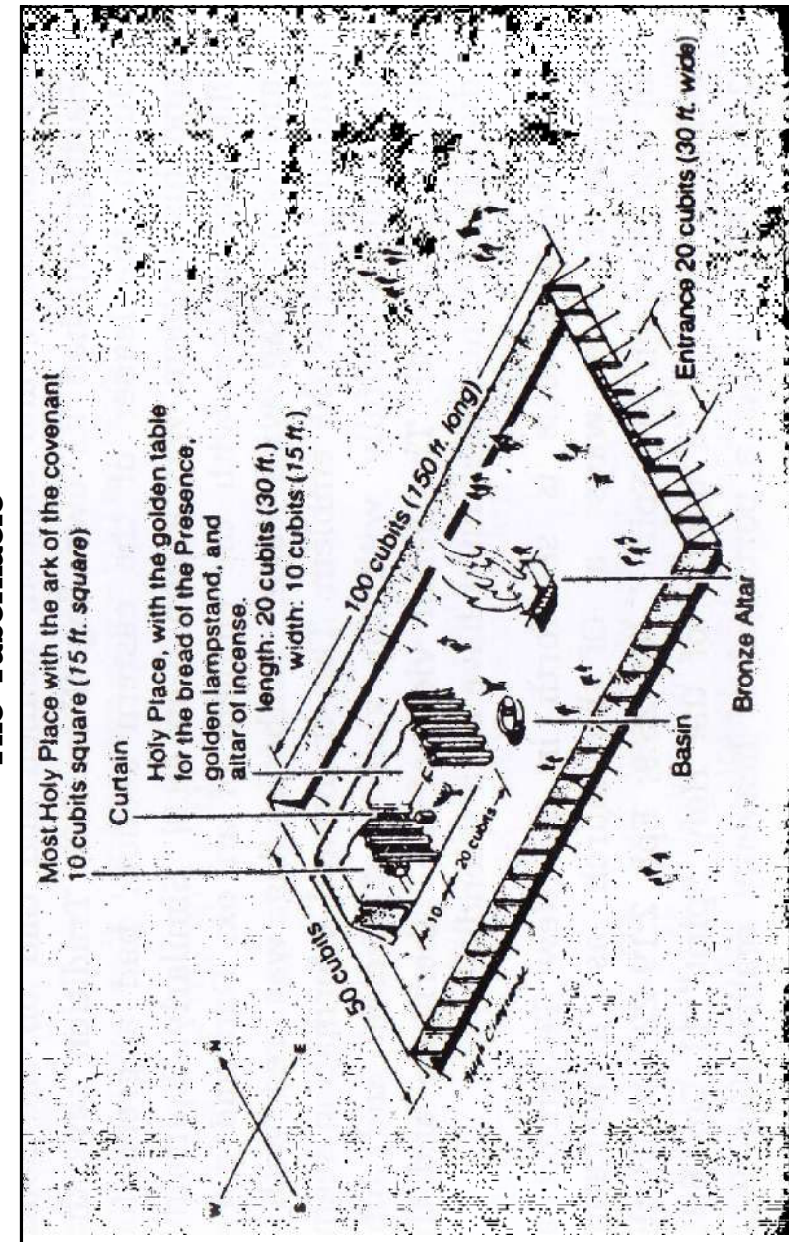 The Tabernacle
Most Holy Place with the ark of the covenant
10 cubits square (15 ft. square)
Curtain
Holy Place, with the golden table
for the bread of the Presence,
golden lampstand, and
altar of incense.
length: 20 cubits (30 ft.)
width: 10 cubits (15 ft.)
100 cubits (150 ft. long)
50 cubits
10
20 cubits
Entrance 20 cubits (30 ft. wide)
Basin
Bronze Altar
N
E
W
S